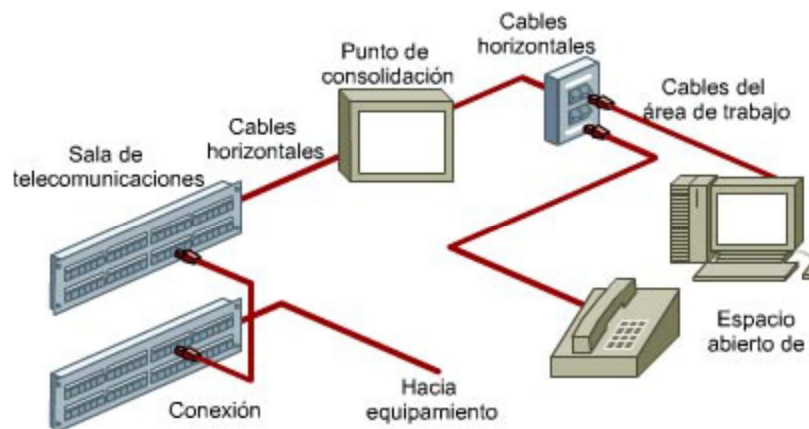 Cables
horizontales
Punto de
consolidación
Cables del
área de trabajo
Cables
horizontales
Sala de
telecomunicaciones
Espacio
abierto de
Hacia
equipamiento
Conexión